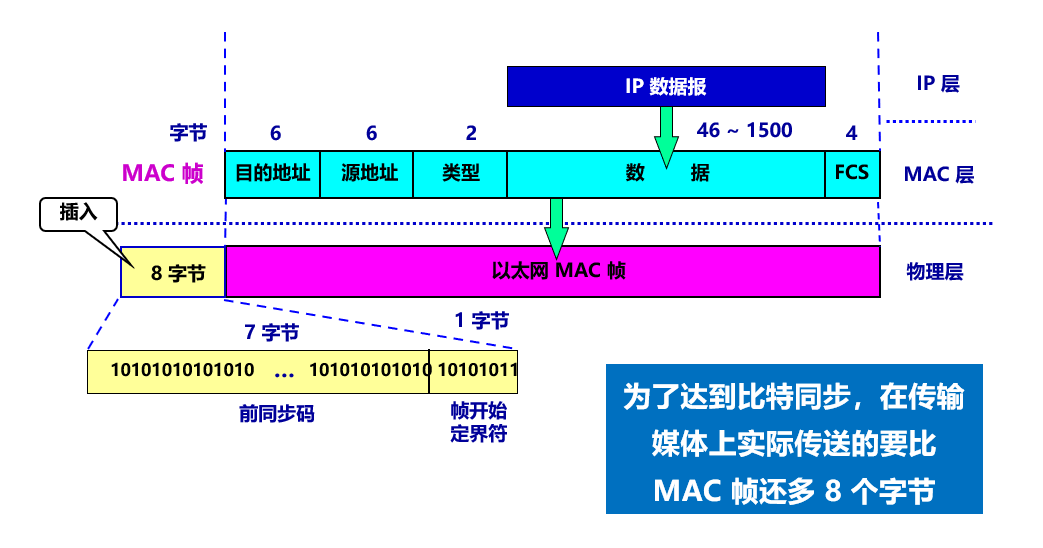 IP 数据报
IP 层
字节 6 6 2 46 ~ 1500 4
MAC 帧 目的地址 源地址 类型 数 据 FCS MAC 层
插入
8 字节 以太网 MAC 帧 物理层
7 字节 1 字节
10101010101010 ... 101010101010 10101011
前同步码 帧开始
定界符
为了达到比特同步，在传输
媒体上实际传送的要比
MAC 帧还多 8 个字节